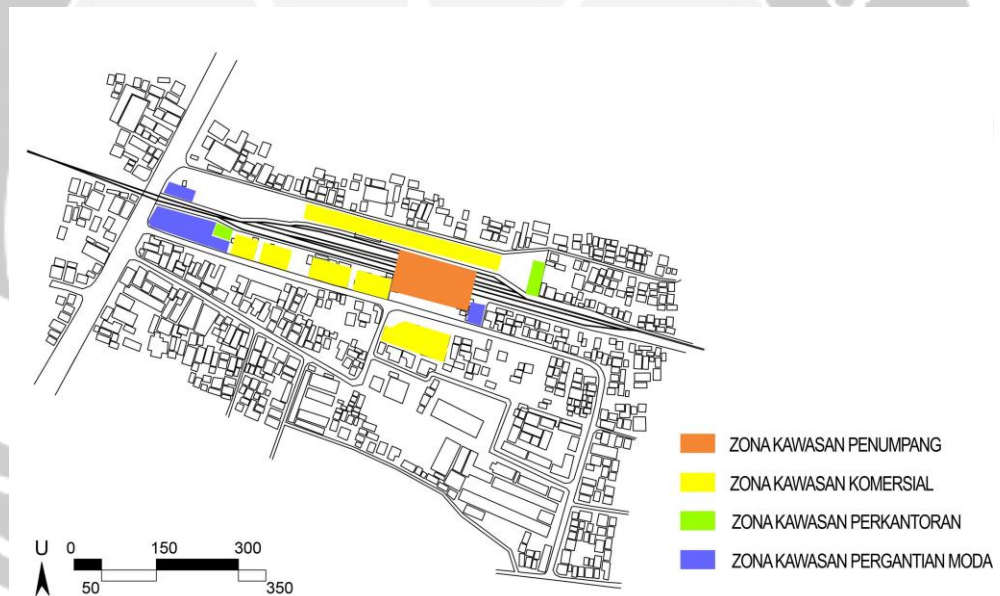 ZONA KAWASAN PENUMPANG
ZONA KAWASAN KOMERSIAL
ZONA KAWASAN PERKANTORAN
ZONA KAWASAN PERGANTIAN MODA
U 0 150 300
50 350